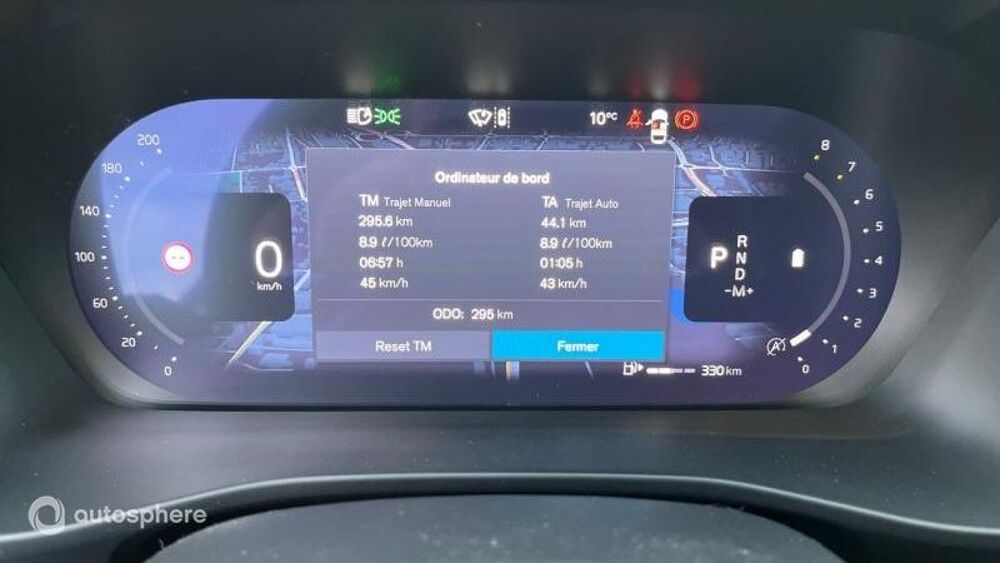 10°C
P
Ordinateur de bord
TM Trajet Manuel
295.6 km
8.9 ℓ/100km
06:57 h
45 km/h
TA Trajet Auto
44.1 km
8.9 ℓ/100km
01:05 h
43 km/h
ODO: 295 km
Reset TM
Fermer
200
180
140
100
60
20
0
0
km/h
P
R
N
D
-M+
8
7
6
5
4
3
2
1
0
A
330 km
autosphere